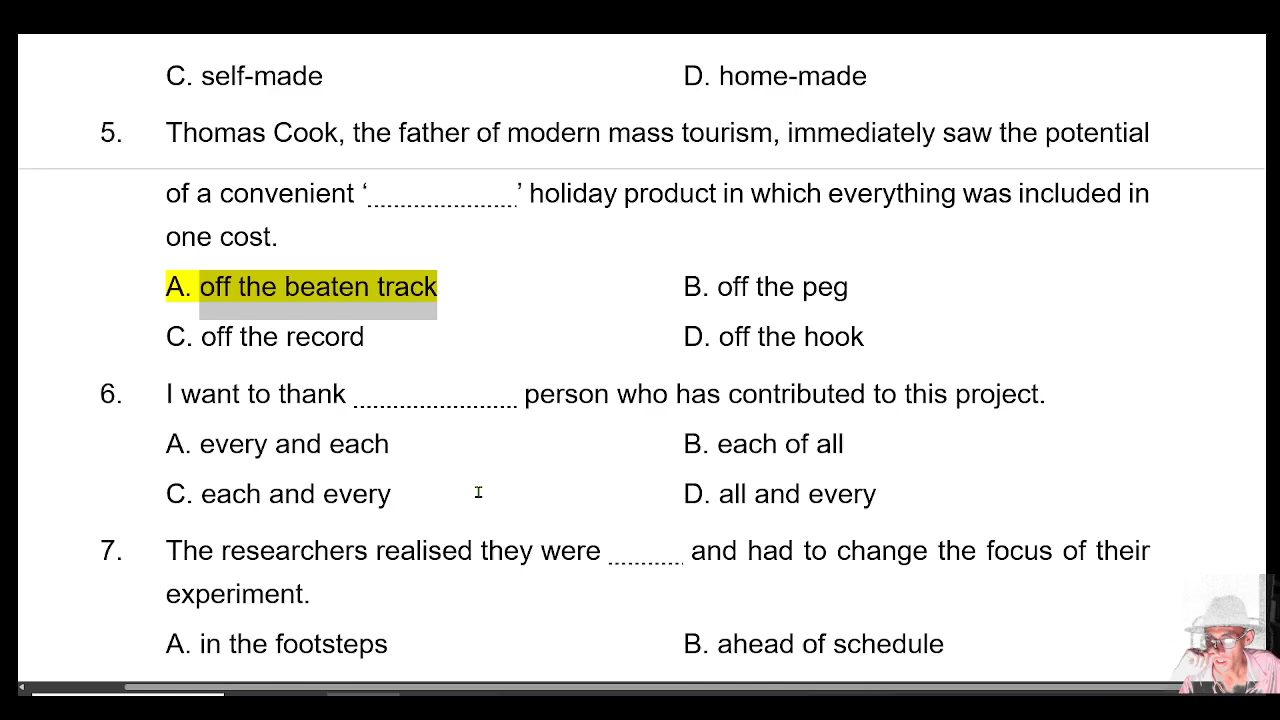 C. self-made D. home-made
5. Thomas Cook, the father of modern mass tourism, immediately saw the potential
of a convenient ‘....................’ holiday product in which everything was included in
one cost.
A. off the beaten track B. off the peg
C. off the record D. off the hook
6. I want to thank ...................... person who has contributed to this project.
A. every and each B. each of all
C. each and every D. all and every
7. The researchers realised they were .......... and had to change the focus of their
experiment.
A. in the footsteps B. ahead of schedule